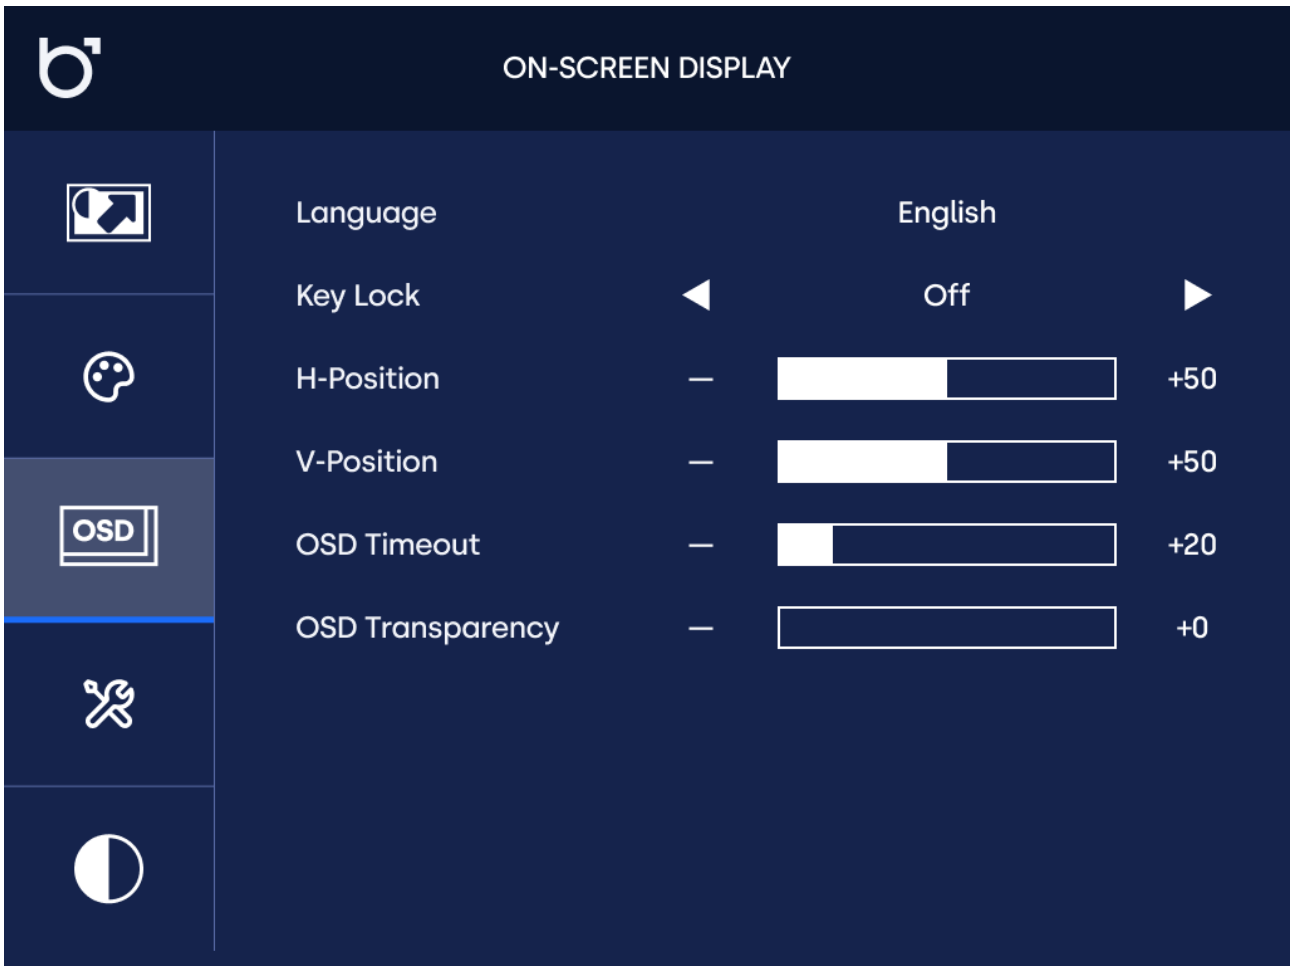 ON-SCREEN DISPLAY
Language English
Key Lock Off
H-Position — +50
V-Position — +50
OSD
OSD Timeout — +20
OSD Transparency — +0